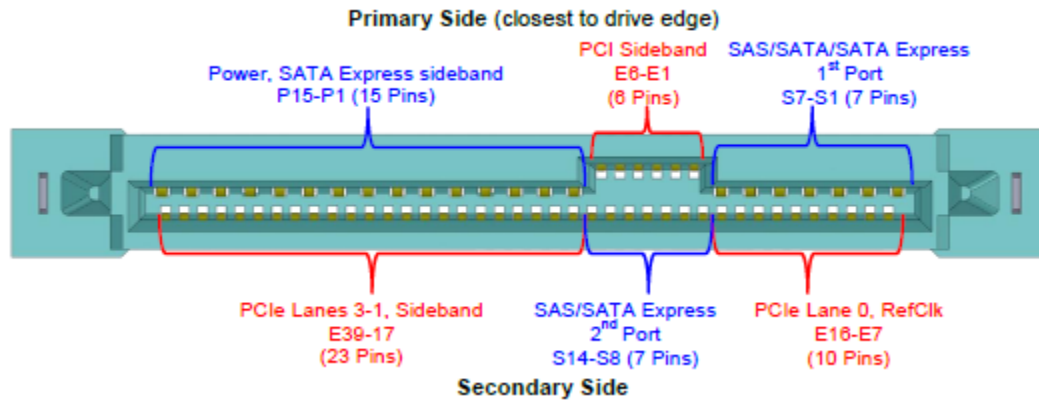 Primary Side (closest to drive edge)
Power, SATA Express sideband
P15-P1 (15 Pins)
PCI Sideband
E6-E1
(6 Pins)
SAS/SATA/SATA Express
1st Port
S7-S1 (7 Pins)
PCIe Lanes 3-1, Sideband
E39-17
(23 Pins)
SAS/SATA Express
2nd Port
S14-S8 (7 Pins)
PCIe Lane 0, RefClk
E16-E7
(10 Pins)
Secondary Side